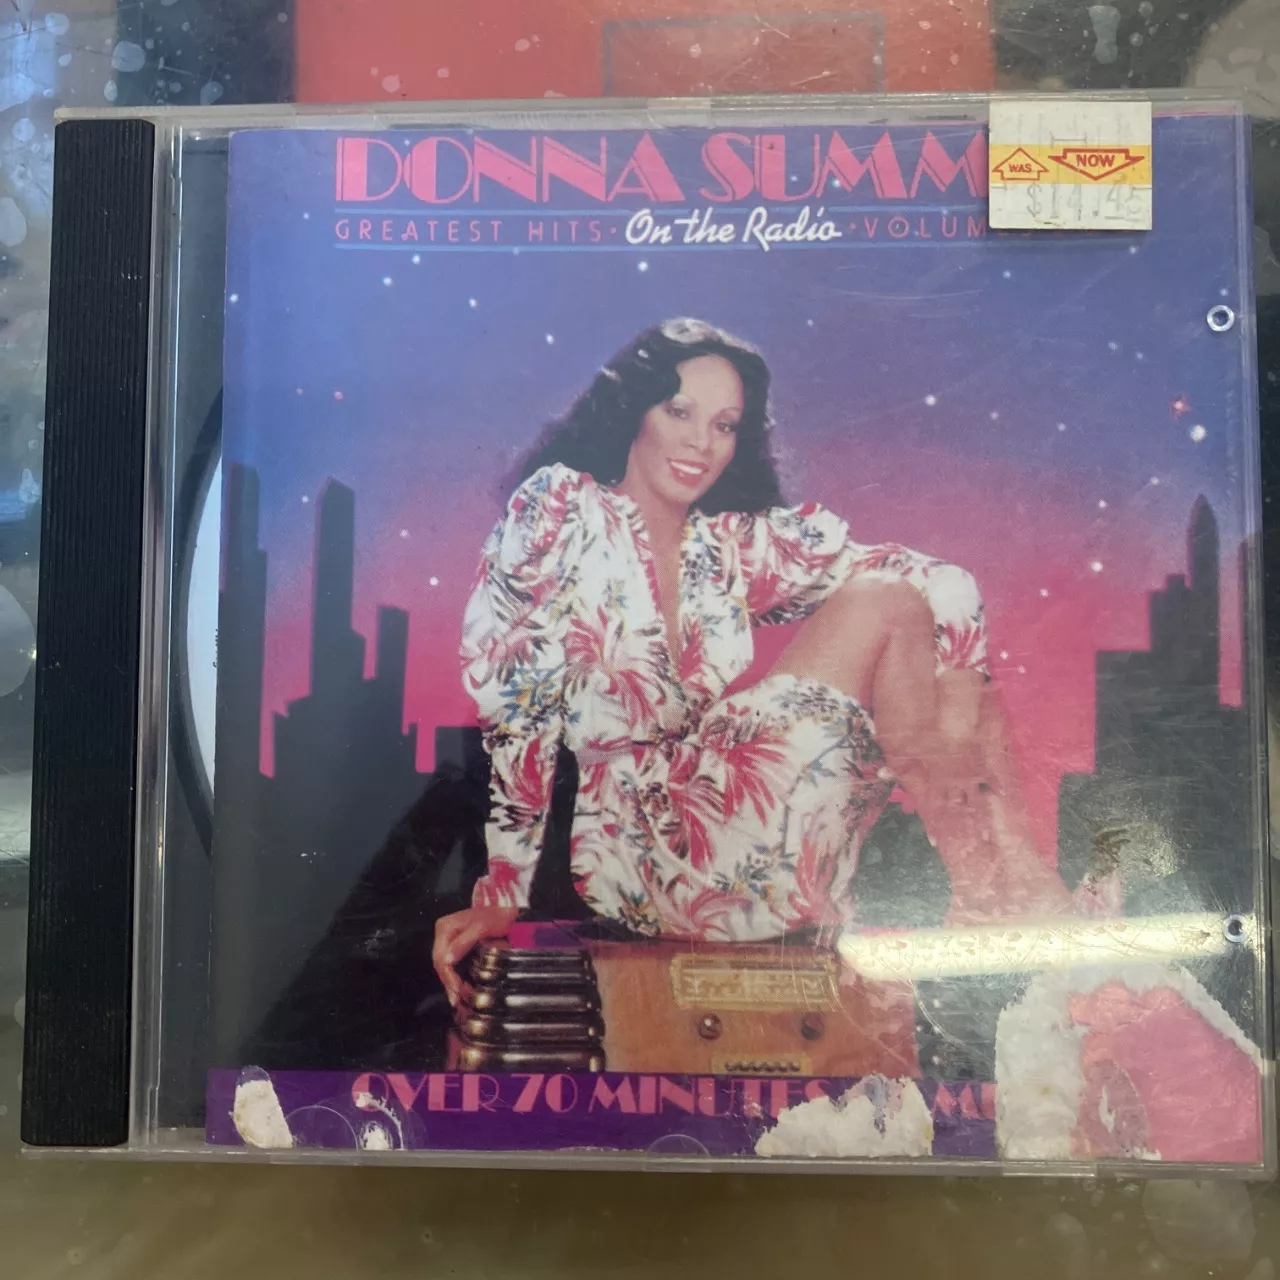 DONNA SUMM
GREATEST HITS · On the Radio · VOLUM
WAS NOW
$14.45
OVER 70 MINUTES